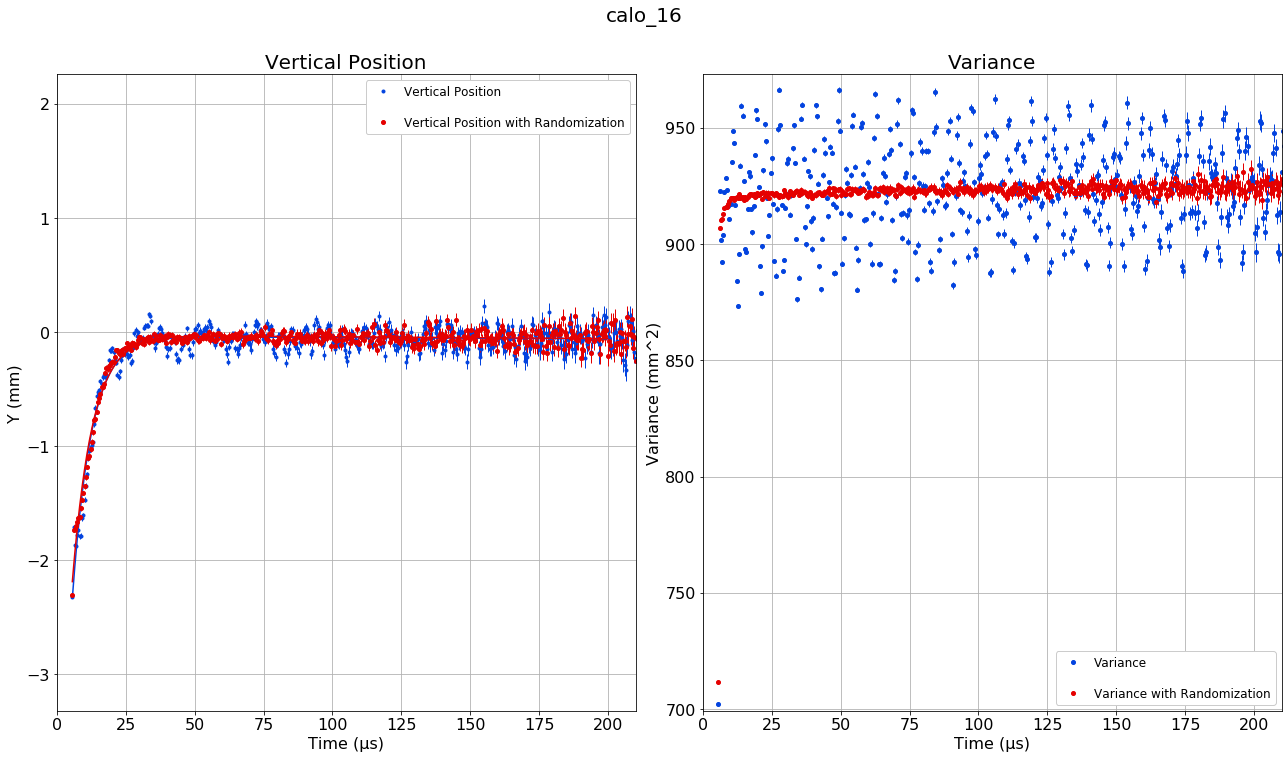 calo_16
Vertical Position
Vertical Position
Vertical Position with Randomization
2
1
0
−1
−2
−3
Y (mm)
0 25 50 75 100 125 150 175 200
Time (μs)
Variance
950
900
850
800
750
700
Variance (mm^2)
Variance
Variance with Randomization
0 25 50 75 100 125 150 175 200
Time (μs)